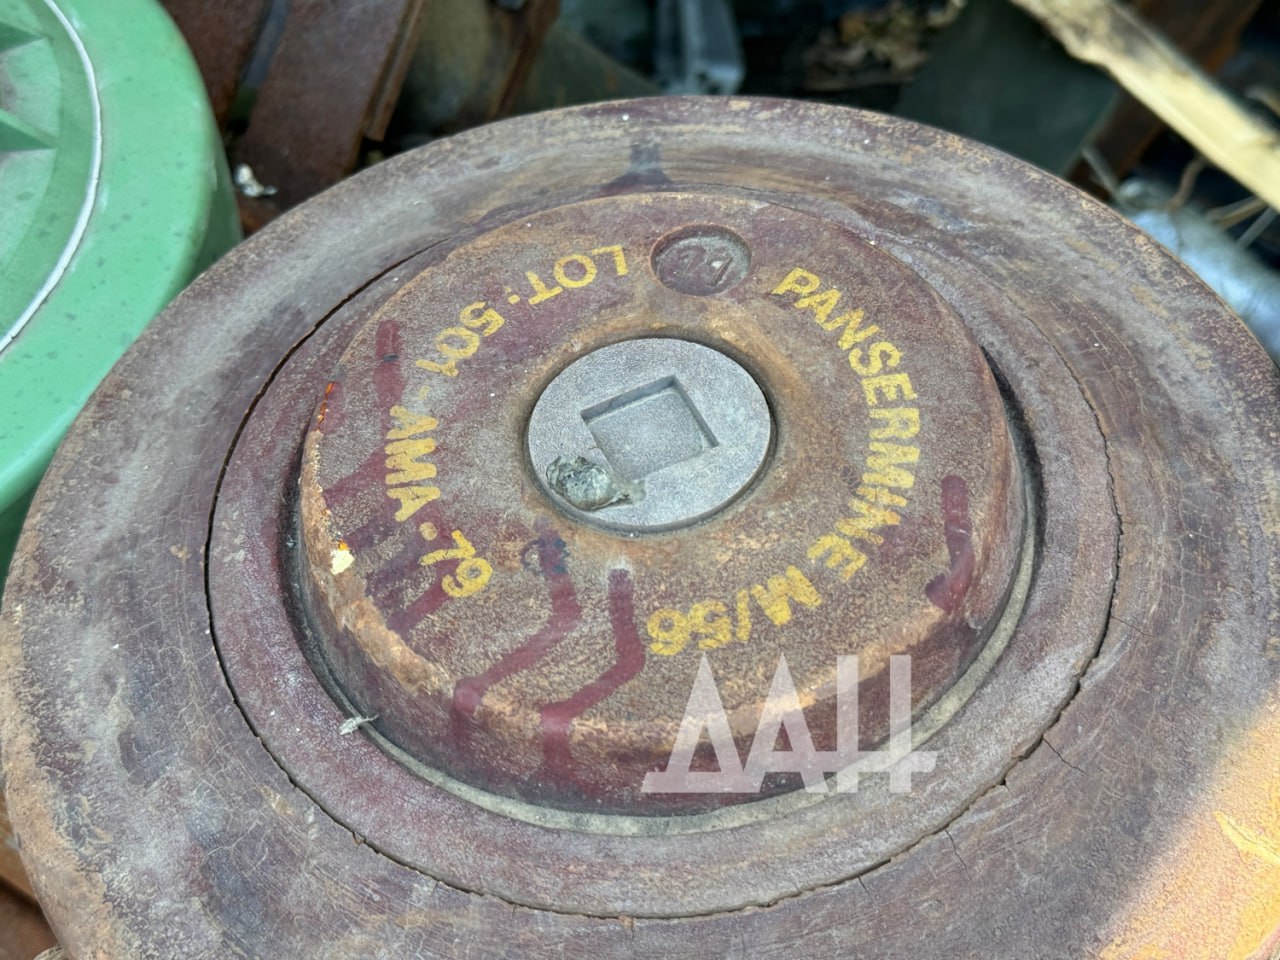 LOT: 501 - AMA - 79
PANSERMINE M/56
ДАН